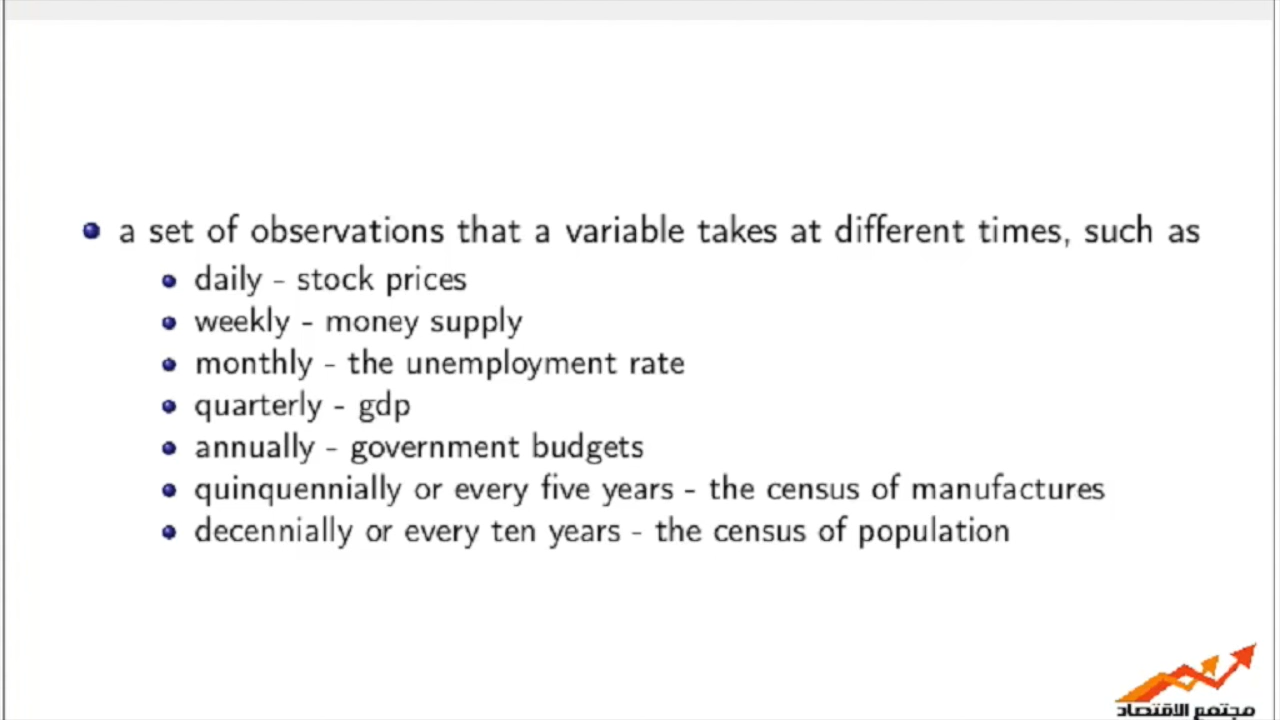 a set of observations that a variable takes at different times, such as
daily - stock prices
weekly - money supply
monthly - the unemployment rate
quarterly - gdp
annually - government budgets
quinquennially or every five years - the census of manufactures
decennially or every ten years - the census of population
مجتمع الاقتصاد